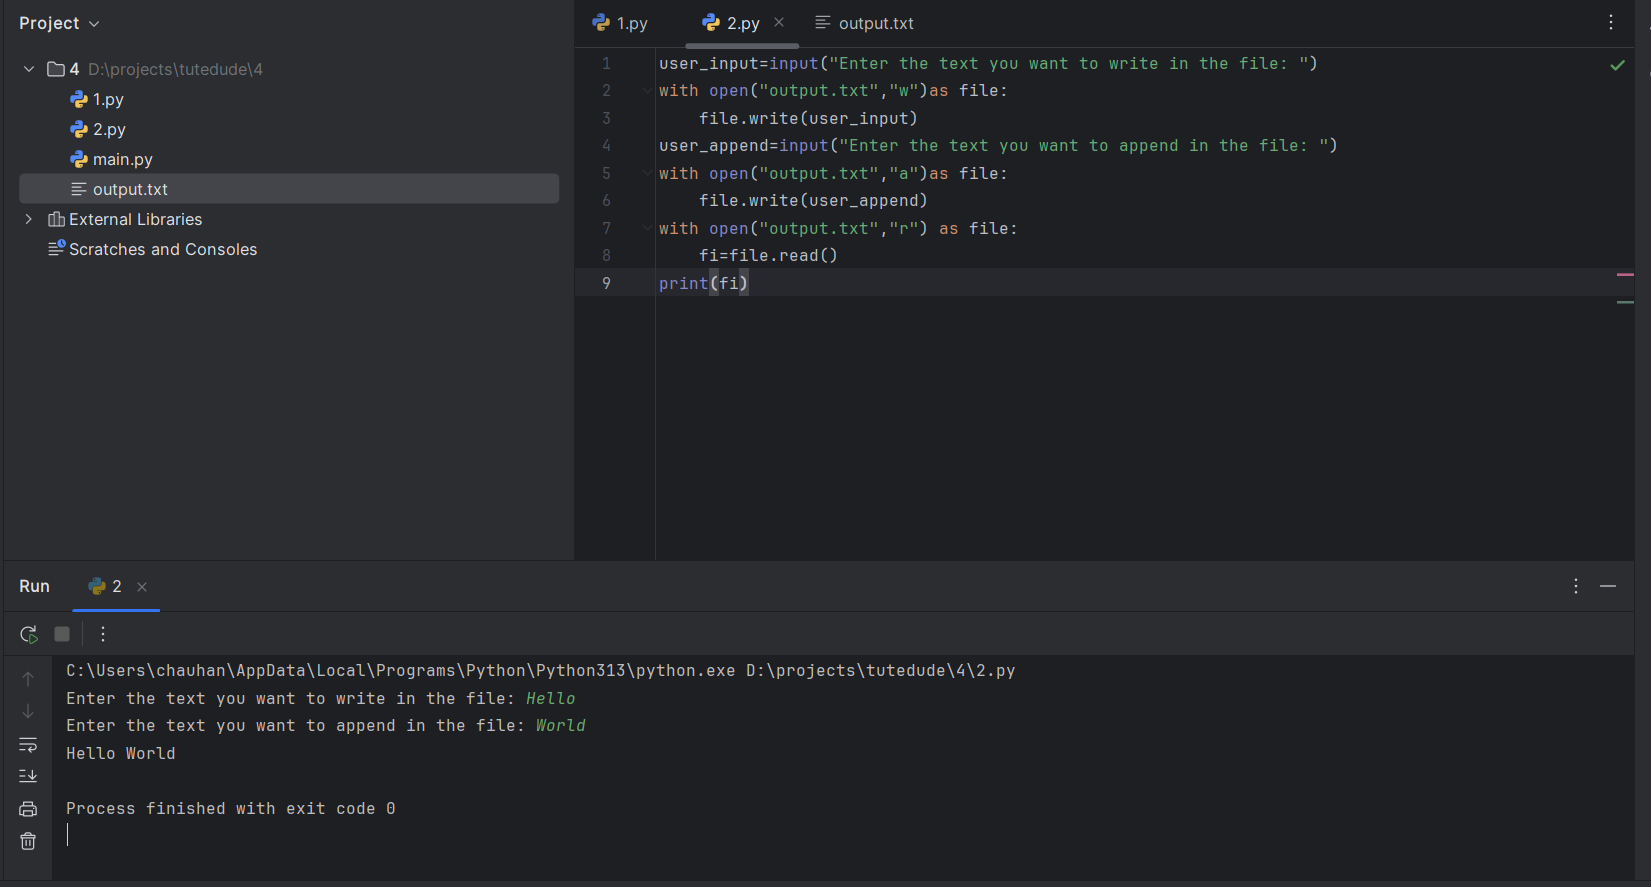 Project
4 D:\projects\tutedude\4
1.py
2.py
main.py
output.txt
External Libraries
Scratches and Consoles
1.py 2.py output.txt
1 user_input=input("Enter the text you want to write in the file: ")
2 with open("output.txt","w")as file:
3     file.write(user_input)
4 user_append=input("Enter the text you want to append in the file: ")
5 with open("output.txt","a")as file:
6     file.write(user_append)
7 with open("output.txt","r") as file:
8     fi=file.read()
9 print(fi)
Run 2
C:\Users\chauhan\AppData\Local\Programs\Python\Python313\python.exe D:\projects\tutedude\4\2.py
Enter the text you want to write in the file: Hello
Enter the text you want to append in the file: World
Hello World
Process finished with exit code 0